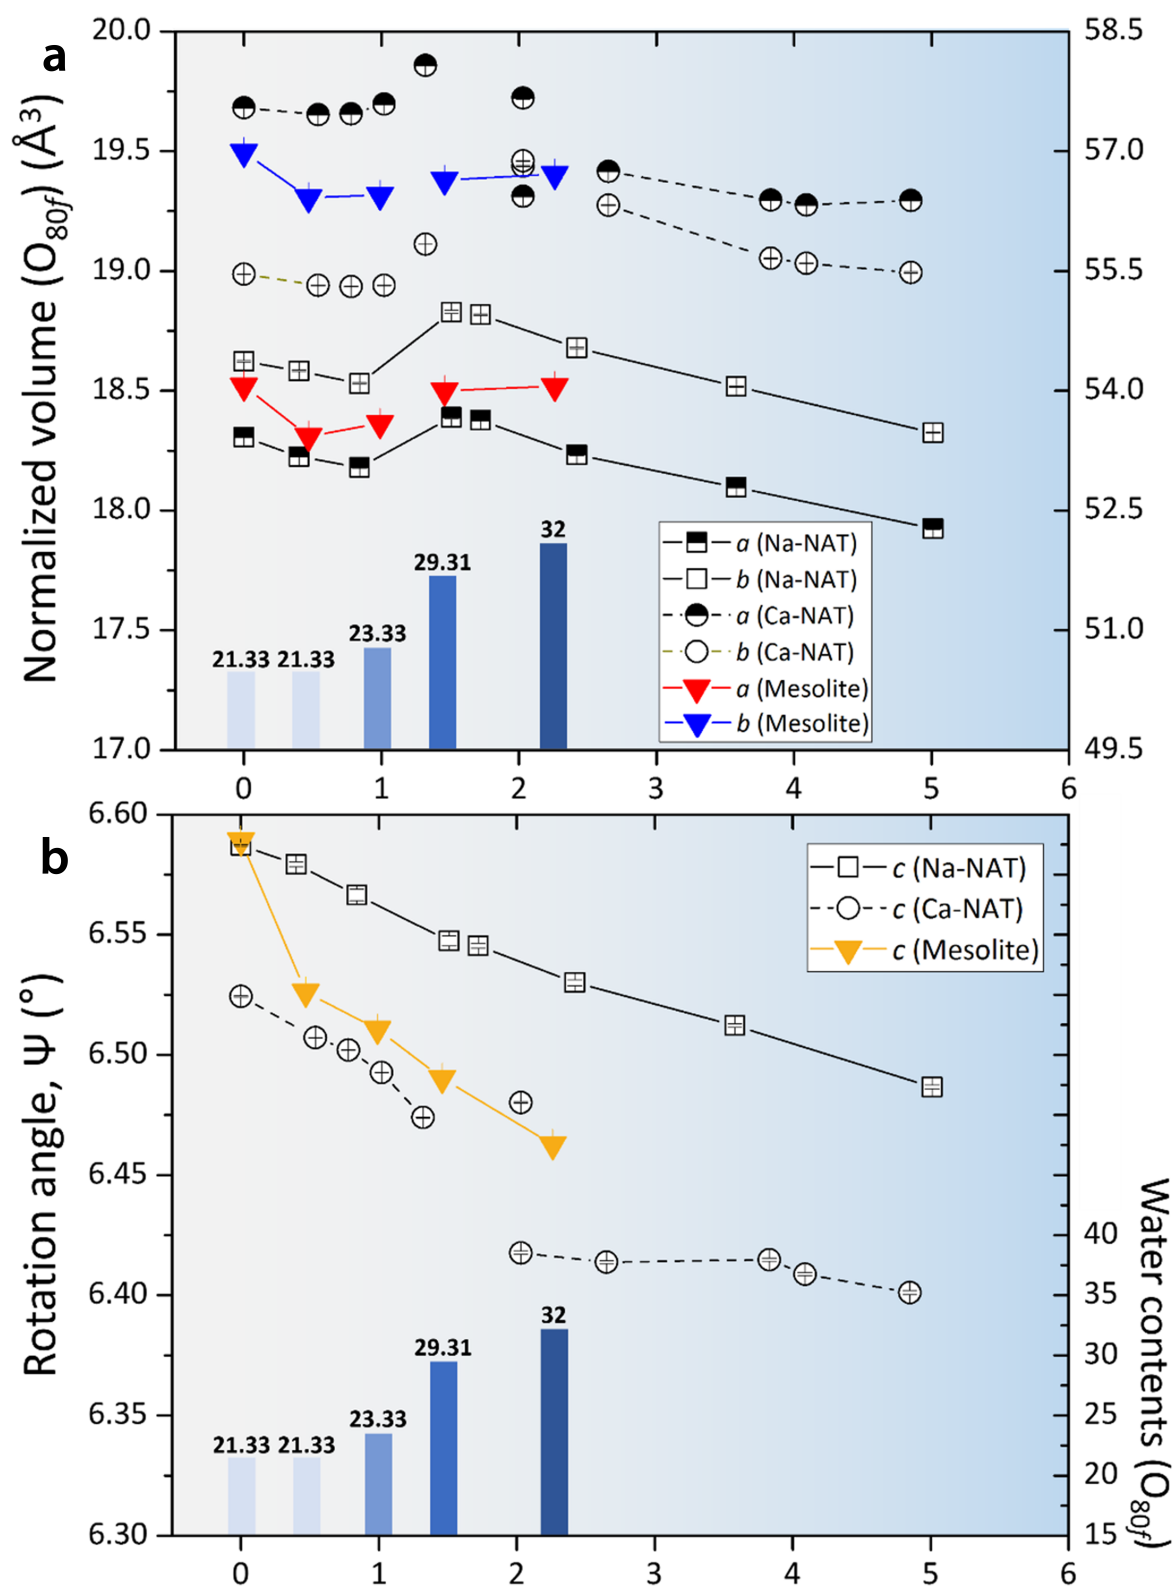 a
Normalized volume (O80f) (Å3)
20.0
19.5
19.0
18.5
18.0
17.5
17.0
58.5
57.0
55.5
54.0
52.5
51.0
49.5
21.33 21.33 23.33 29.31 32
a (Na-NAT)
b (Na-NAT)
a (Ca-NAT)
b (Ca-NAT)
a (Mesolite)
b (Mesolite)
0 1 2 3 4 5 6
b
Rotation angle, Ψ (°)
6.60
6.55
6.50
6.45
6.40
6.35
6.30
c (Na-NAT)
c (Ca-NAT)
c (Mesolite)
21.33 21.33 23.33 29.31 32
40
35
30
25
20
15
Water contents (O80f)
0 1 2 3 4 5 6